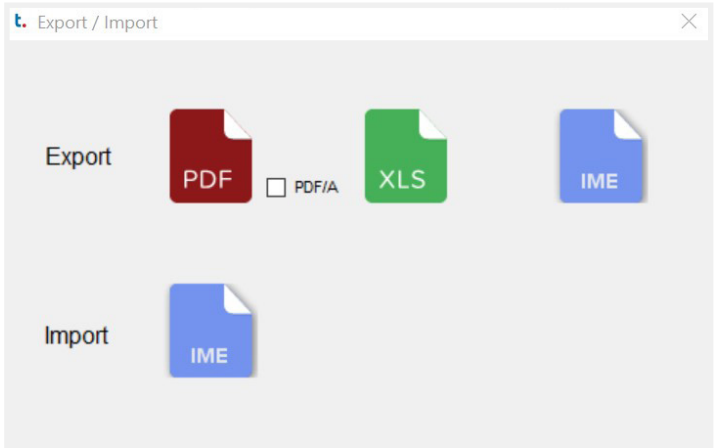 t. Export / Import
Export
PDF
PDF/A
XLS
IME
Import
IME